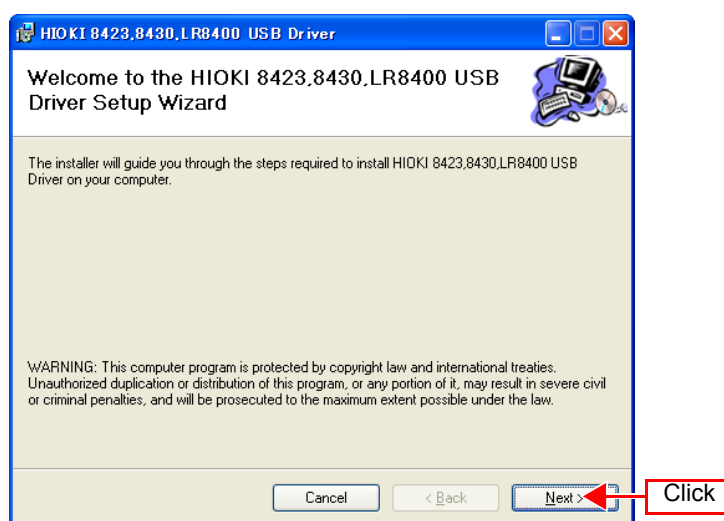 HIOKI 8423,8430,LR8400 USB Driver
Welcome to the HIOKI 8423,8430,LR8400 USB
Driver Setup Wizard
The installer will guide you through the steps required to install HIOKI 8423,8430,LR8400 USB
Driver on your computer.
WARNING: This computer program is protected by copyright law and international treaties.
Unauthorized duplication or distribution of this program, or any portion of it, may result in severe civil
or criminal penalties, and will be prosecuted to the maximum extent possible under the law.
Cancel < Back Next > Click